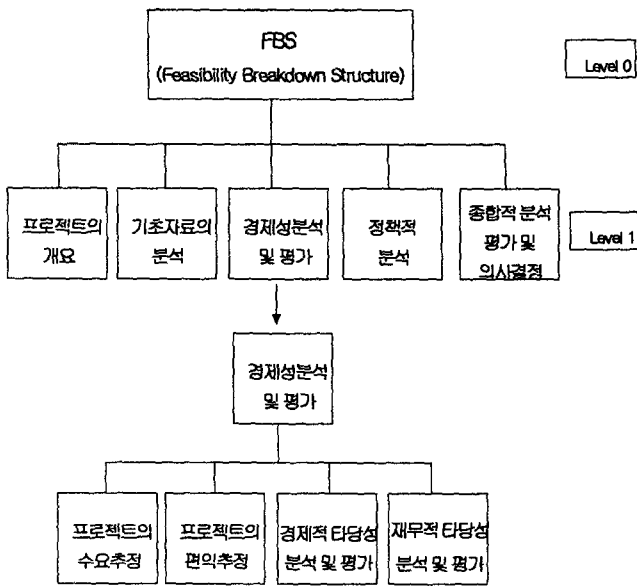 FBS
(Feasibility Breakdown Structure)
Level 0
프로젝트의
개요
기초자료의
분석
경제성분석
및 평가
정책적
분석
종합적 분석
평가 및
의사결정
Level 1
경제성분석
및 평가
프로젝트의
수요추정
프로젝트의
편익추정
경제적 타당성
분석 및 평가
재무적 타당성
분석 및 평가